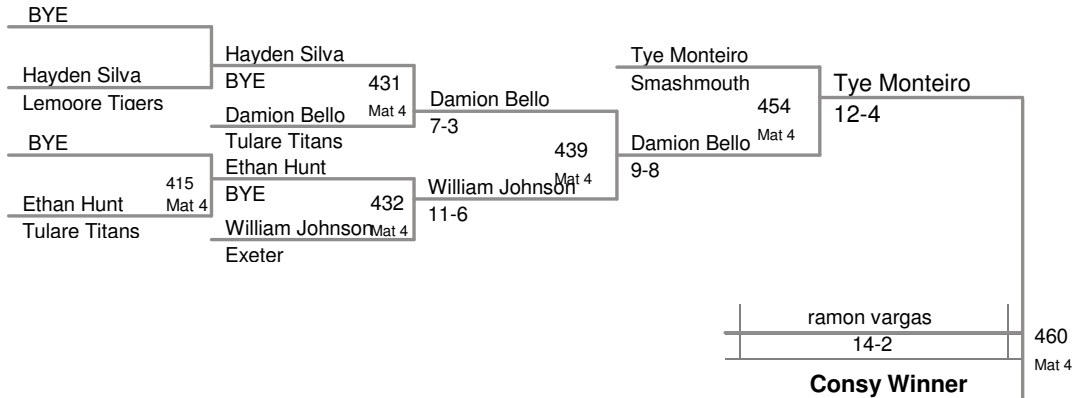 BYE
Hayden Silva
Lemoore Tigers
Hayden Silva
BYE
431
Mat 4
Damion Bello
Tulare Titans
BYE
415
Mat 4
Ethan Hunt
Tulare Titans
Ethan Hunt
BYE
432
Mat 4
William Johnson
Exeter
Damion Bello
7-3
439
Mat 4
William Johnson
11-6
Tye Monteiro
Smashmouth
454
Mat 4
Damion Bello
9-8
Tye Monteiro
12-4
ramon vargas
14-2
Consy Winner
460
Mat 4